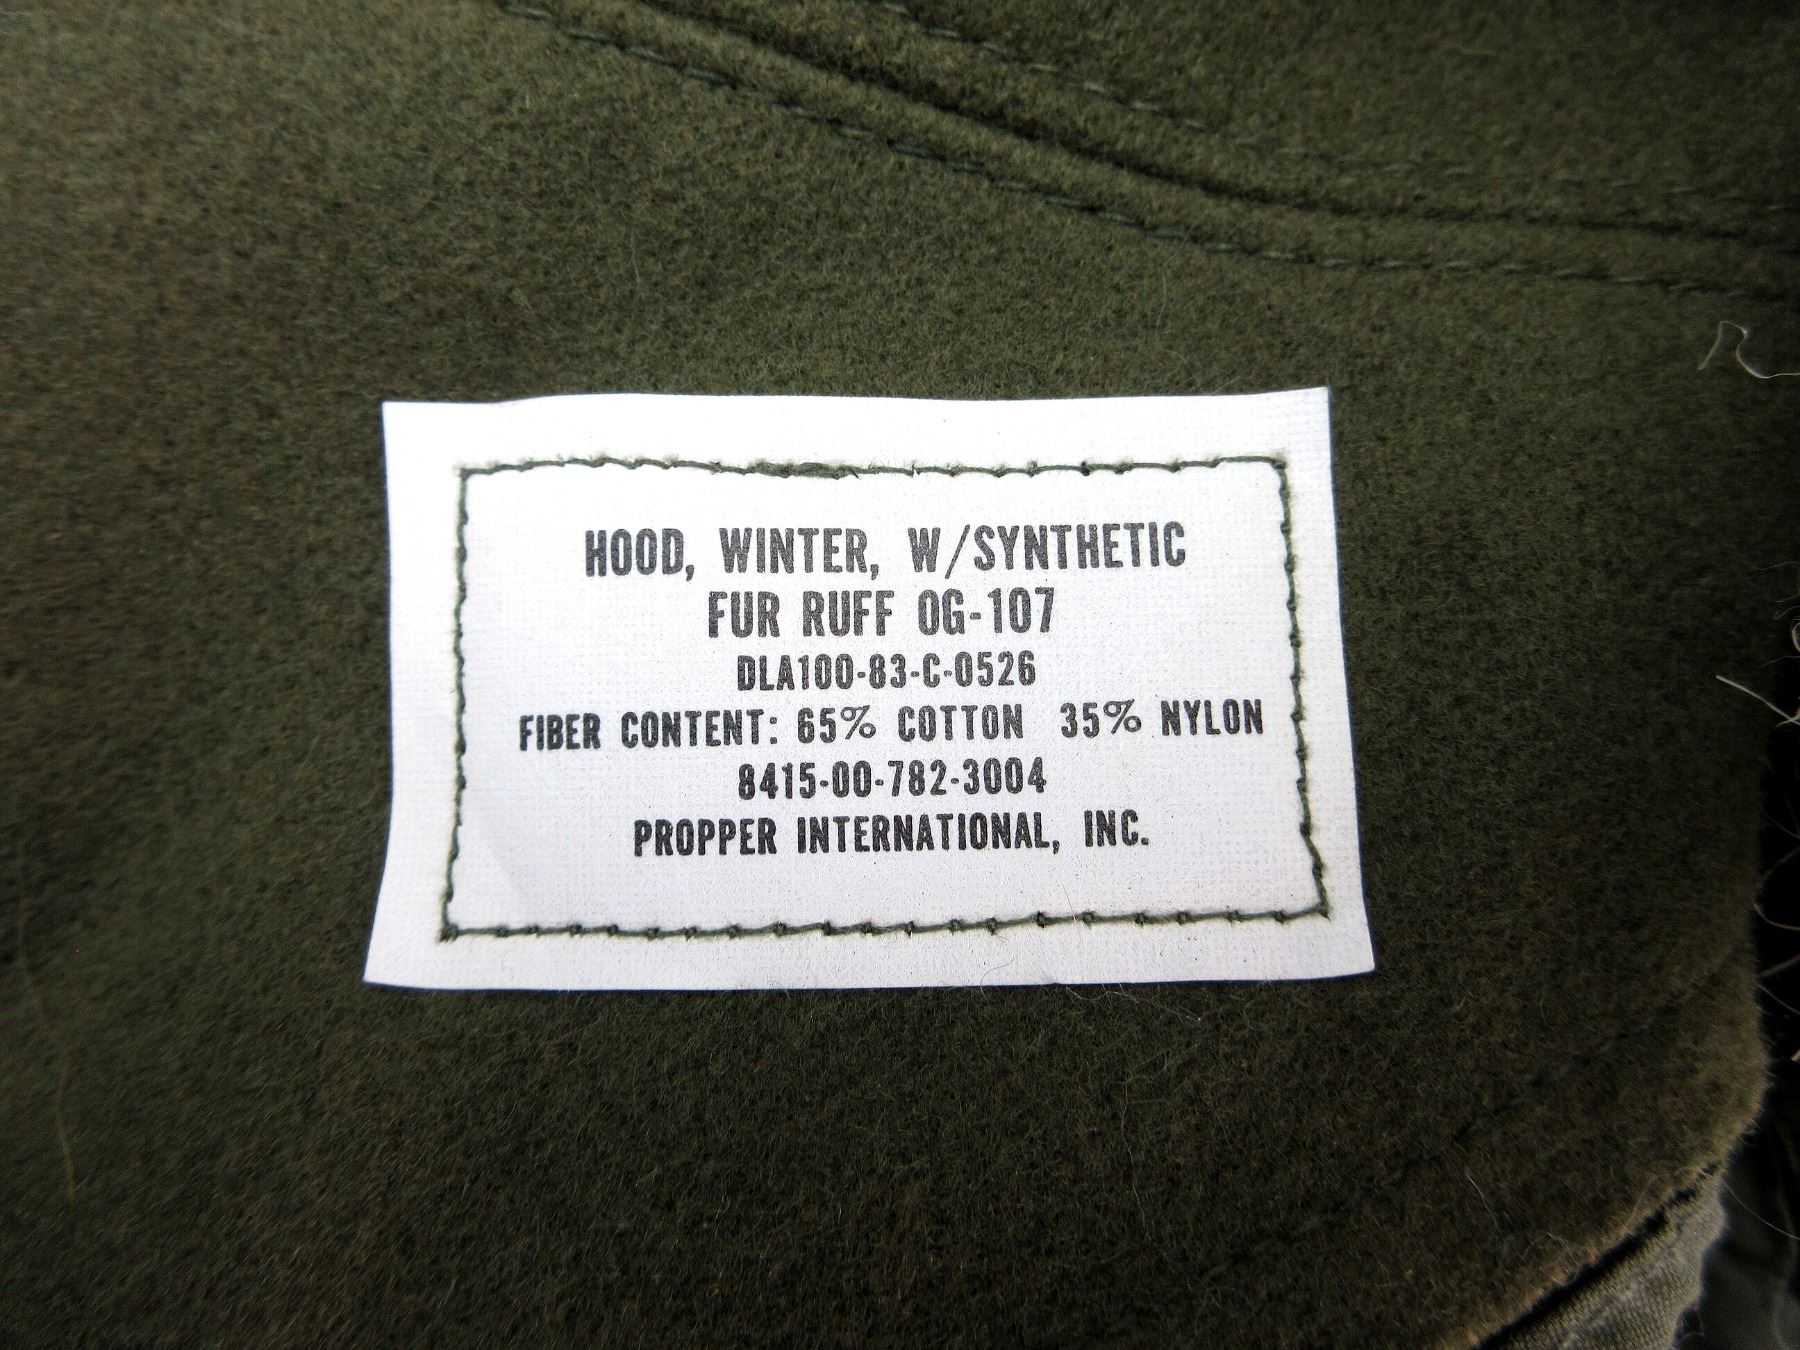 HOOD, WINTER, W/SYNTHETIC
FUR RUFF OG-107
DLA100-83-C-0526
FIBER CONTENT: 65% COTTON 35% NYLON
8415-00-782-3004
PROPPER INTERNATIONAL, INC.